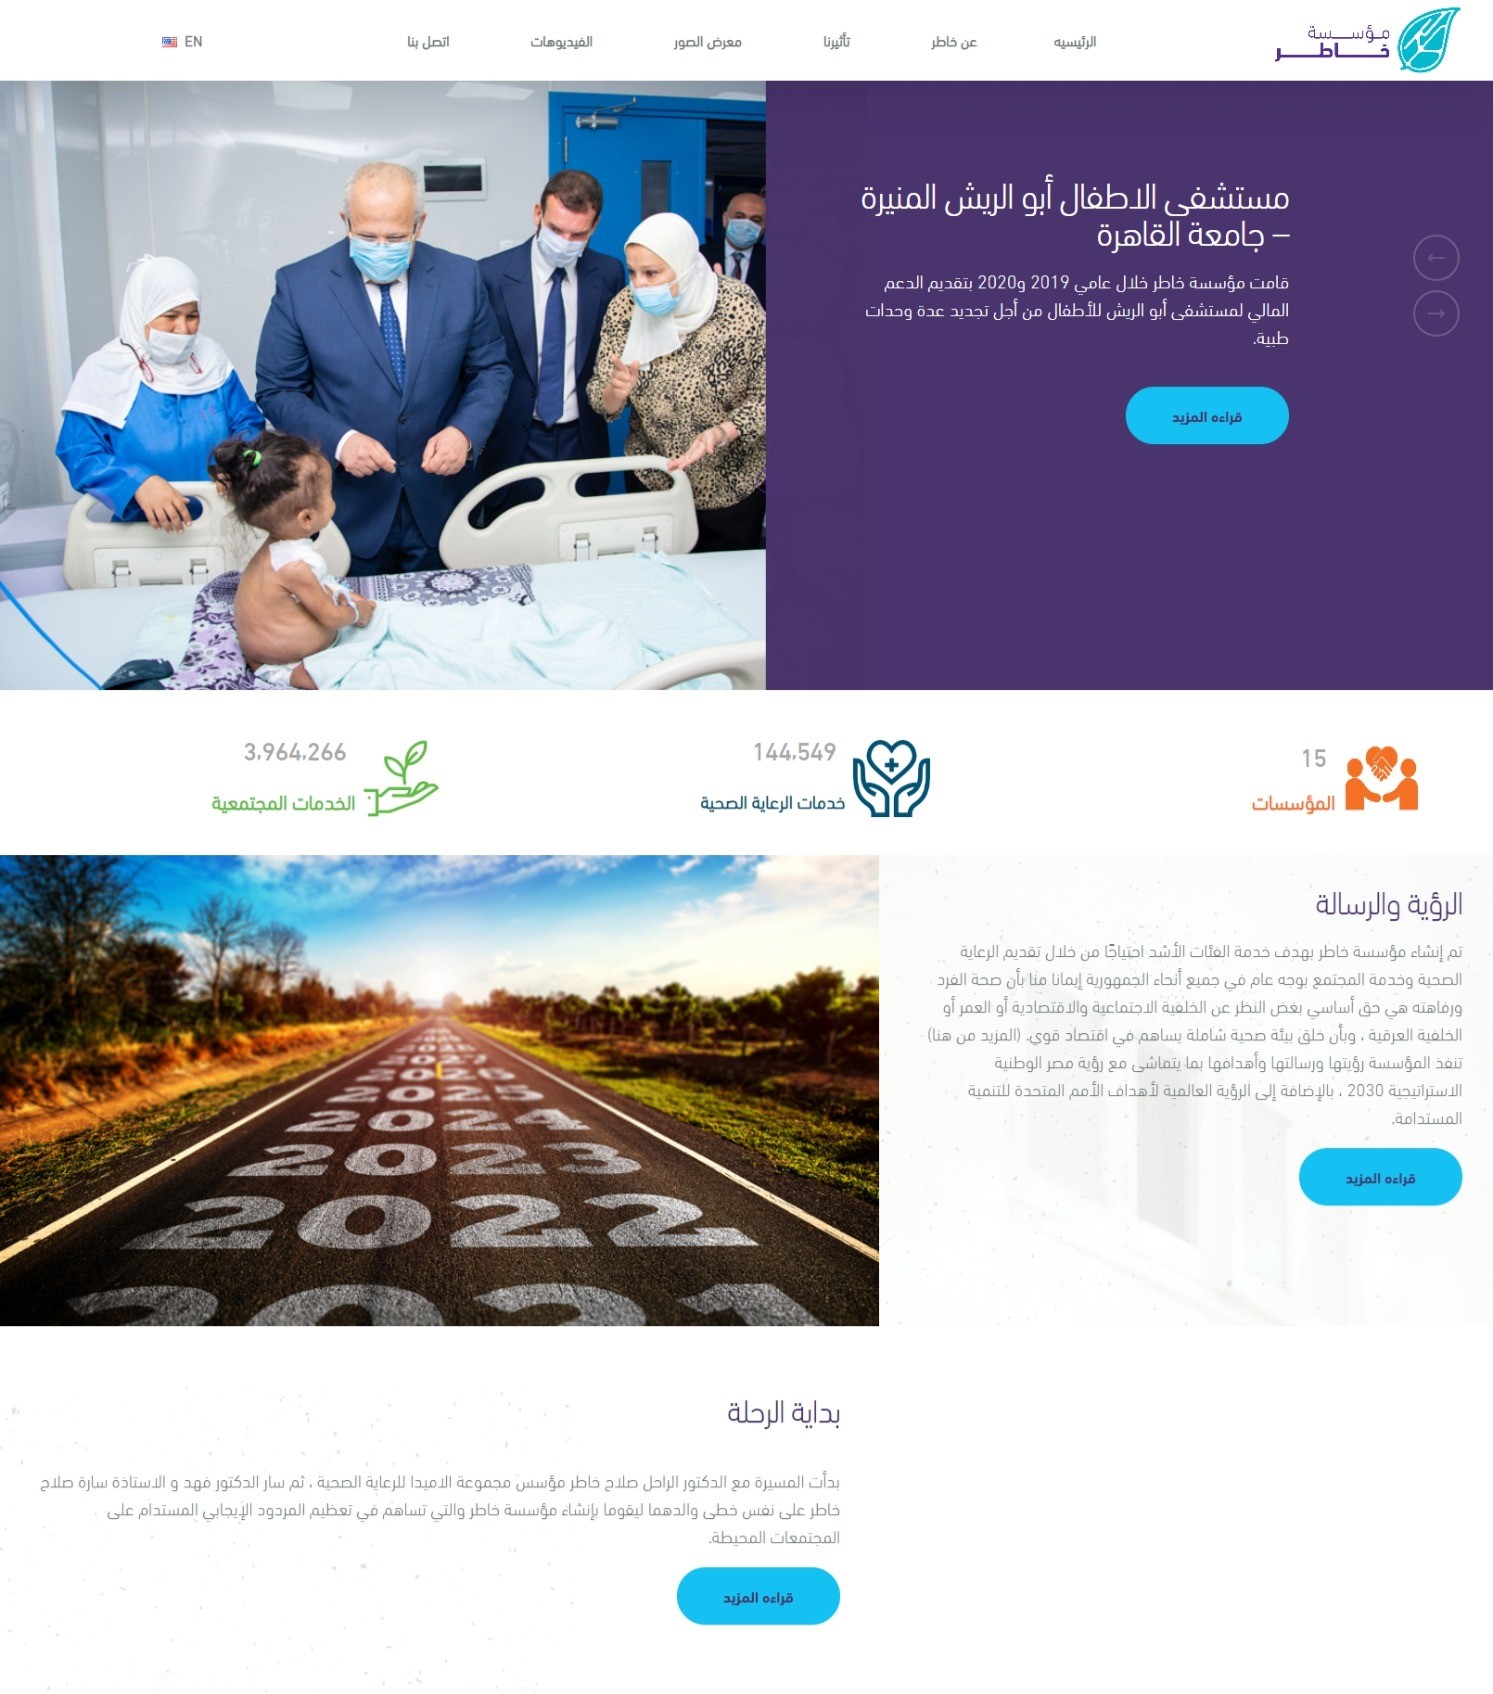 مؤسسة
خاطر
الرئيسيه
عن خاطر
تأثيرنا
معرض الصور
الفيديوهات
اتصل بنا
EN
مستشفى الاطفال أبو الريش المنيرة
– جامعة القاهرة
قامت مؤسسة خاطر خلال عامي 2019 و2020 بتقديم الدعم
المالي لمستشفى أبو الريش للأطفال من أجل تجديد عدة وحدات
طبية.
قراءه المزيد
15
المؤسسات
144,549
خدمات الرعاية الصحية
3,964,266
الخدمات المجتمعية
الرؤية والرسالة
تم إنشاء مؤسسة خاطر بهدف خدمة الفئات الأشد احتياجًا من خلال تقديم الرعاية
الصحية وخدمة المجتمع بوجه عام في جميع أنحاء الجمهورية إيمانا منا بأن صحة الفرد
ورفاهته هي حق أساسي بغض النظر عن الخلفية الاجتماعية والاقتصادية أو العمر أو
الخلفية العرقية ، وبأن خلق بيئة صحية شاملة يساهم في اقتصاد قوي. (المزيد من هنا)
تنفذ المؤسسة رؤيتها ورسالتها وأهدافها بما يتماشى مع رؤية مصر الوطنية
الاستراتيجية 2030 ، بالإضافة إلى الرؤية العالمية لأهداف الأمم المتحدة للتنمية
المستدامة.
قراءه المزيد
2026
2025
2024
2023
2022
2021
بداية الرحلة
بدأت المسيرة مع الدكتور الراحل صلاح خاطر مؤسس مجموعة الاميدا للرعاية الصحية ، ثم سار الدكتور فهد و الاستاذة سارة صلاح
خاطر على نفس خطى والدهما ليقوما بإنشاء مؤسسة خاطر والتي تساهم في تعظيم المردود الإيجابي المستدام على
المجتمعات المحيطة.
قراءه المزيد